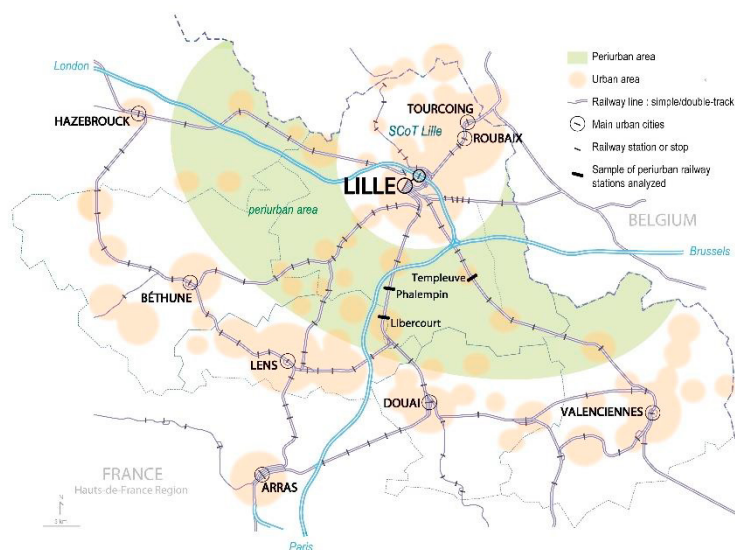 London
HAZEBROUCK
TOURCOING
SCoT Lille
ROUBAIX
LILLE
periurban area
BELGIUM
Brussels
Templeuve
Phalempin
Libercourt
BÉTHUNE
LENS
DOUAI
VALENCIENNES
FRANCE
Hauts-de-France Region
ARRAS
Paris
Periurban area
Urban area
Railway line : simple/double-track
Main urban cities
Railway station or stop
Sample of periurban railway
stations analyzed